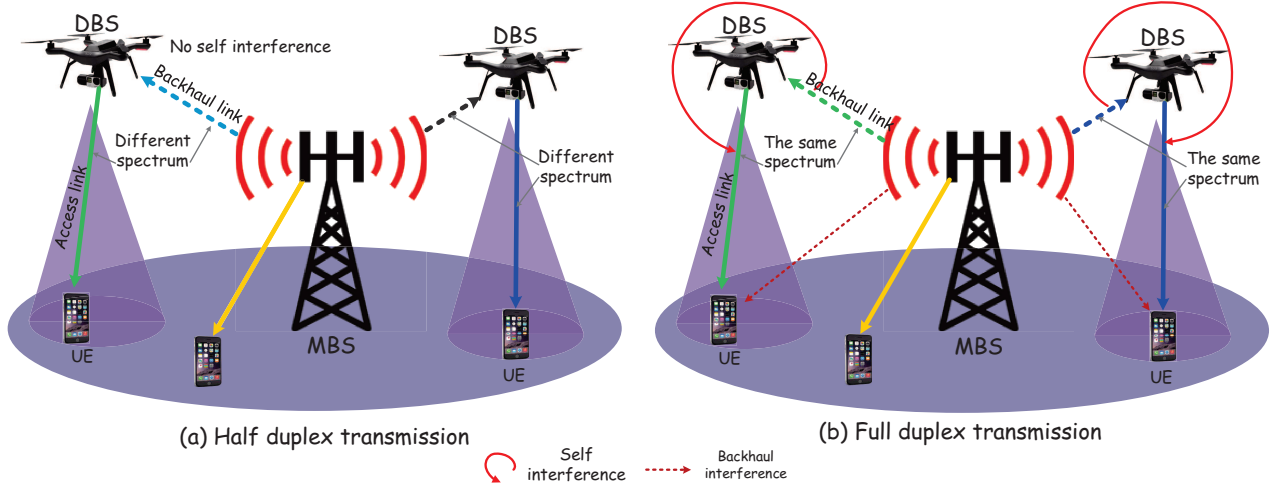 DBS
No self interference
DBS
Backhaul link
Different
spectrum
Different
spectrum
Access link
UE
MBS
UE
(a) Half duplex transmission
DBS
DBS
Backhaul link
The same
spectrum
The same
spectrum
Access link
UE
MBS
UE
(b) Full duplex transmission
Self
interference
Backhaul
interference